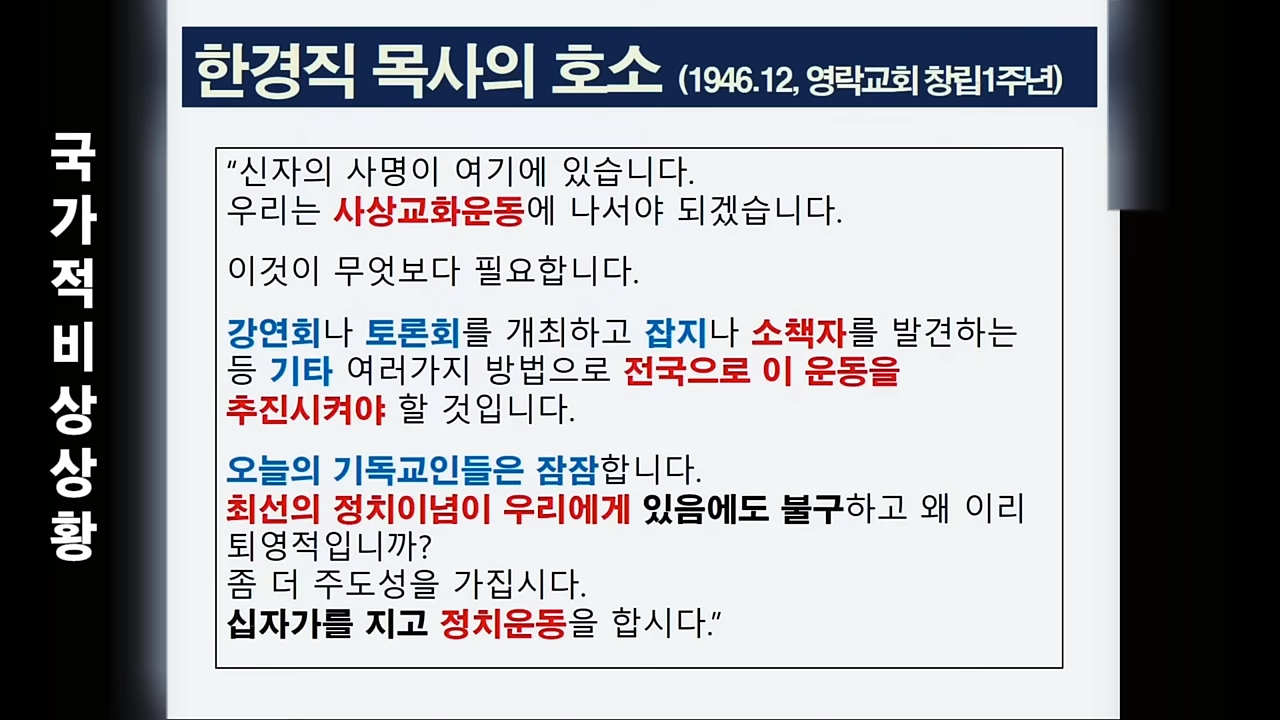 한경직 목사의 호소 (1946.12, 영락교회 창립1주년)
국가적비상상황
“신자의 사명이 여기에 있습니다.
우리는 사상교화운동에 나서야 되겠습니다.
이것이 무엇보다 필요합니다.
강연회나 토론회를 개최하고 잡지나 소책자를 발견하는
등 기타 여러가지 방법으로 전국으로 이 운동을
추진시켜야 할 것입니다.
오늘의 기독교인들은 잠잠합니다.
최선의 정치이념이 우리에게 있음에도 불구하고 왜 이리
퇴영적입니까?
좀 더 주도성을 가집시다.
십자가를 지고 정치운동을 합시다.”